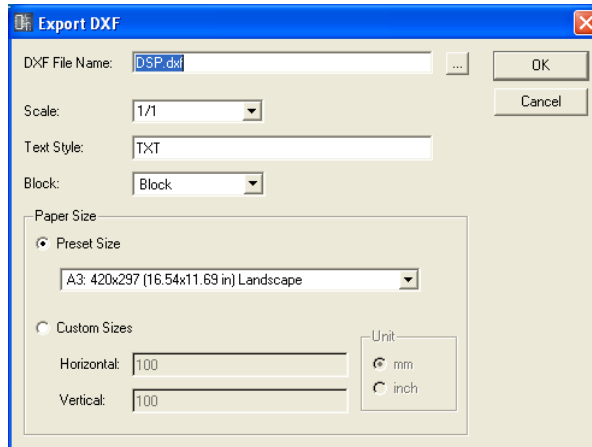 Export DXF
DXF File Name: DSP.dxf ... OK
Cancel
Scale: 1/1
Text Style: TXT
Block: Block
Paper Size
Preset Size
A3: 420x297 (16.54x11.69 in) Landscape
Custom Sizes
Unit
Horizontal: 100 mm
inch
Vertical: 100